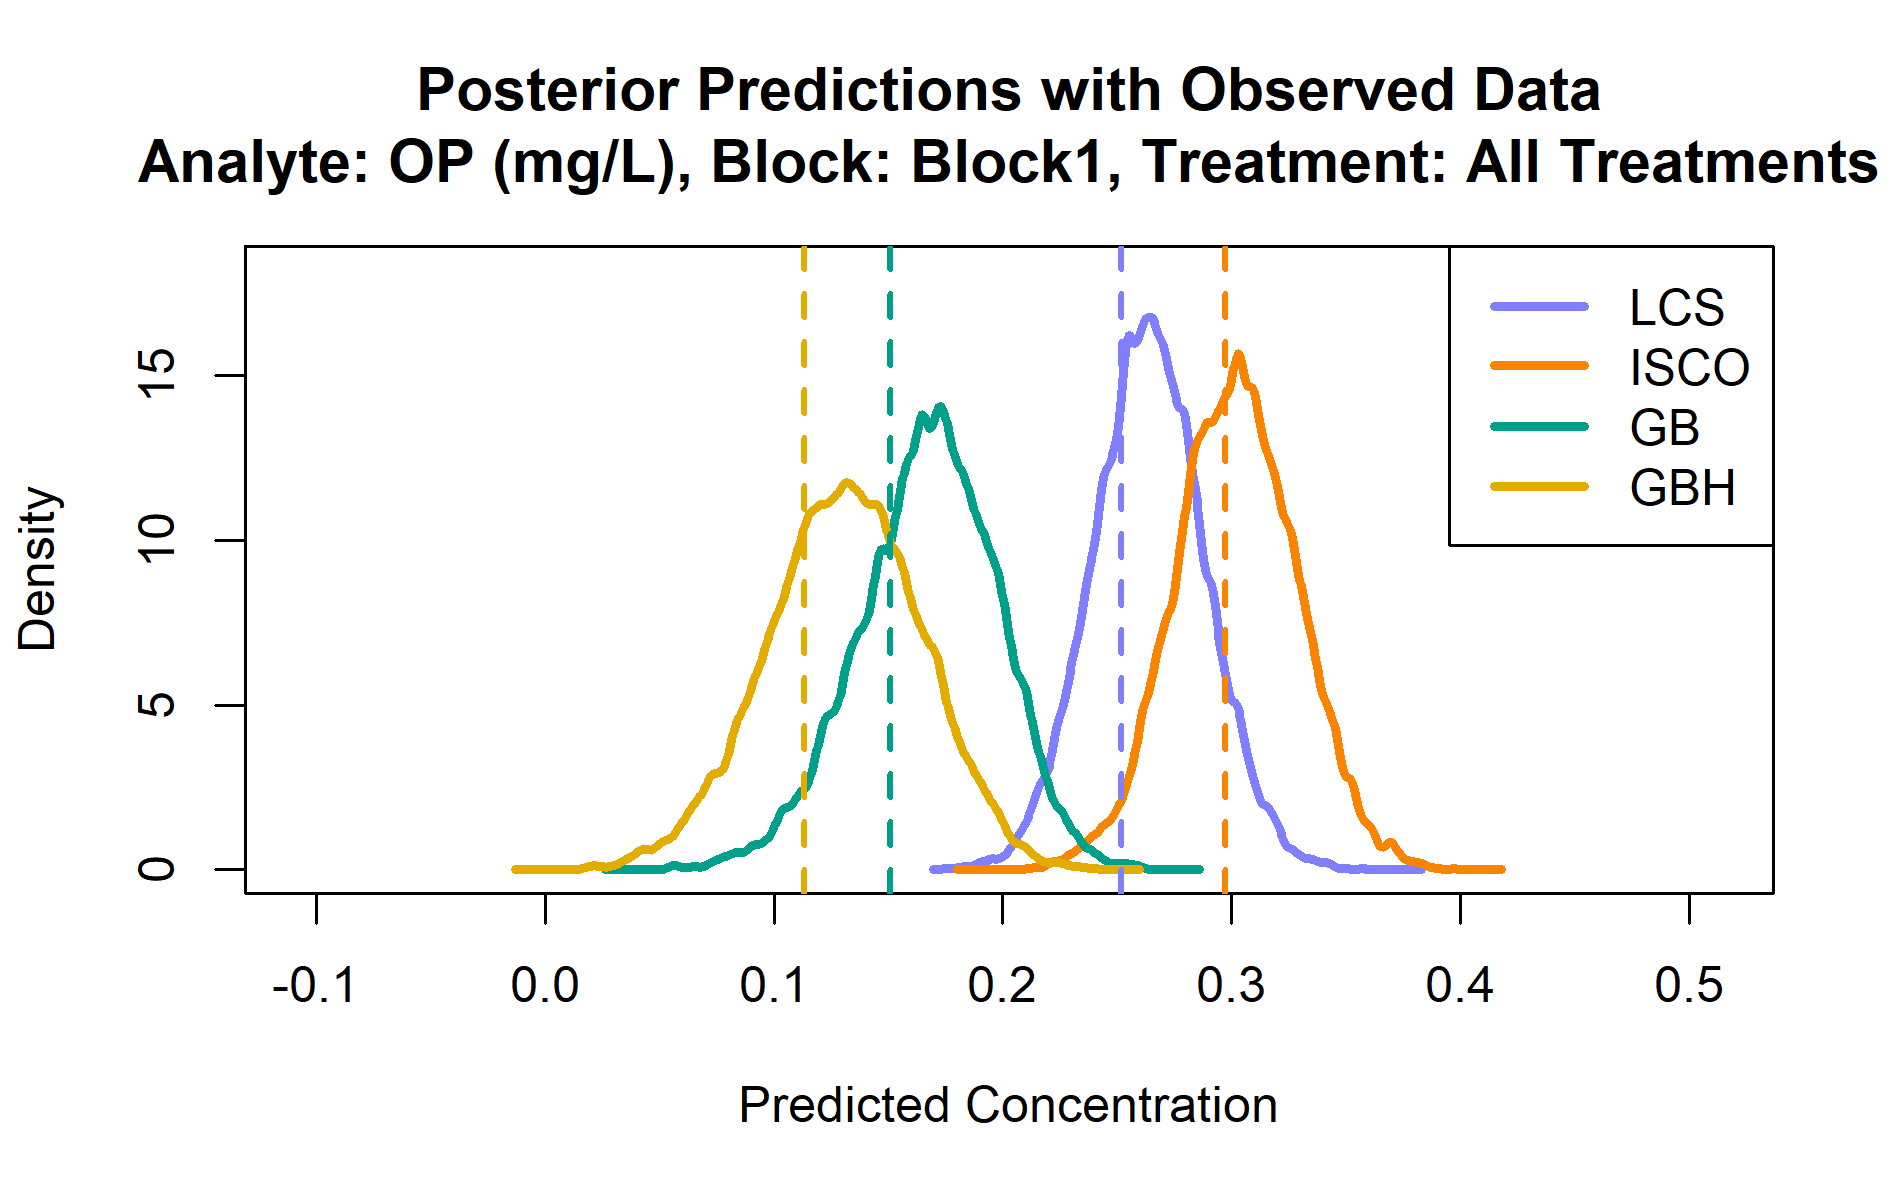 Posterior Predictions with Observed Data
Analyte: OP (mg/L), Block: Block1, Treatment: All Treatments
LCS
ISCO
GB
GBH
Density
15
10
5
0
-0.1 0.0 0.1 0.2 0.3 0.4 0.5
Predicted Concentration